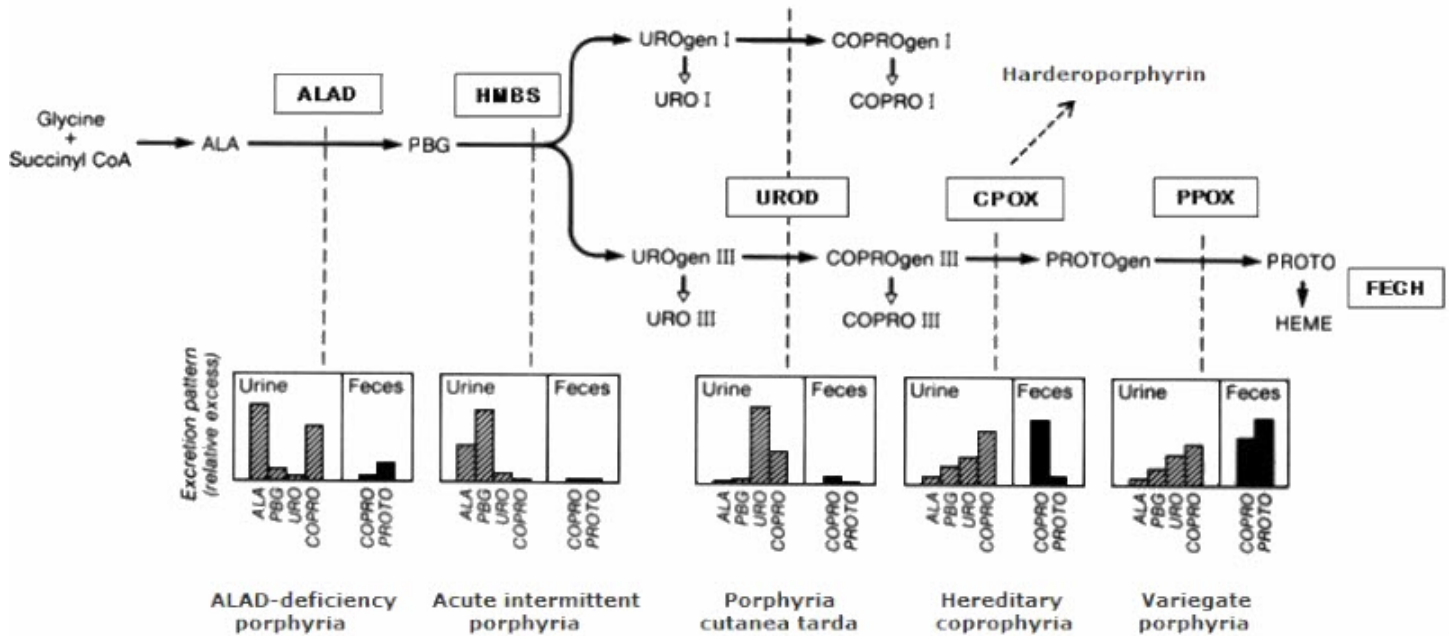 UROgen I
COPROgen I
Harderoporphyrin
ALAD
HMBS
URO I
COPRO I
Glycine
+
Succinyl CoA
ALA
PBG
UROD
CPOX
PPOX
UROgen III
COPROgen III
PROTOgen
PROTO
FECH
URO III
COPRO III
HEME
Excretion pattern
(relative excess)
Urine
Feces
ALA
PBG
URO
COPRO
COPRO
PROTO
Urine
Feces
ALA
PBG
URO
COPRO
COPRO
PROTO
Urine
Feces
ALA
PBG
URO
COPRO
COPRO
PROTO
Urine
Feces
ALA
PBG
URO
COPRO
COPRO
PROTO
Urine
Feces
ALA
PBG
URO
COPRO
COPRO
PROTO
ALAD-deficiency
porphyria
Acute intermittent
porphyria
Porphyria
cutanea tarda
Hereditary
coprophyria
Variegate
porphyria